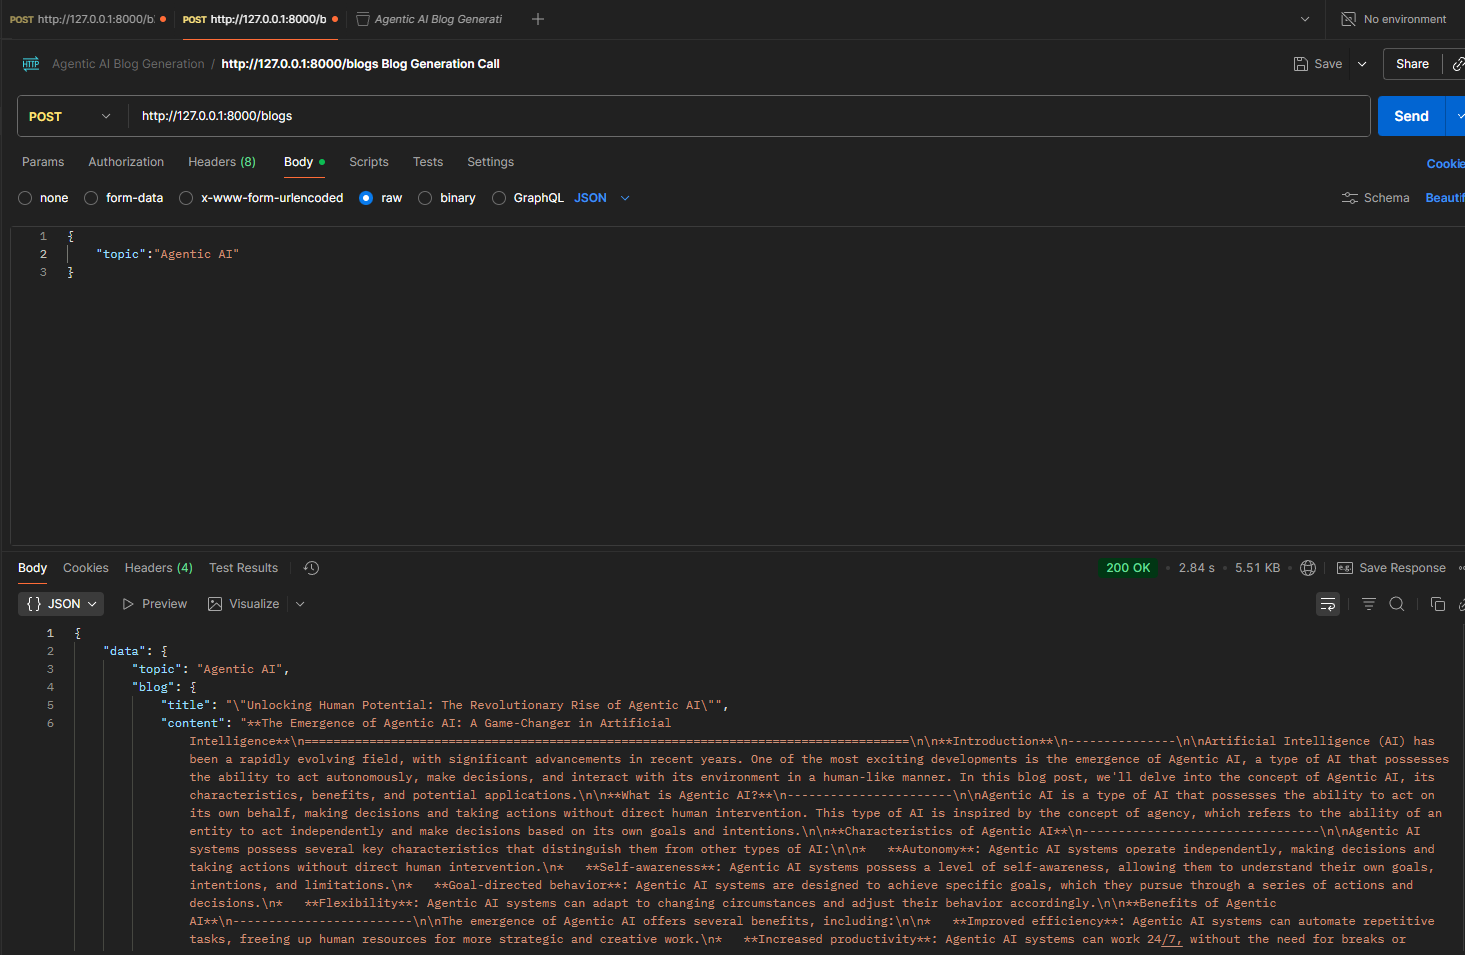 POST http://127.0.0.1:8000/b
POST http://127.0.0.1:8000/b
Agentic AI Blog Generati
No environment
HTTP Agentic AI Blog Generation / http://127.0.0.1:8000/blogs Blog Generation Call
Save
Share
POST
http://127.0.0.1:8000/blogs
Send
Params Authorization Headers (8) Body Scripts Tests Settings
Cookie
none form-data x-www-form-urlencoded raw binary GraphQL JSON
Schema
Beautif
1 {
2 "topic":"Agentic AI"
3 }
Body Cookies Headers (4) Test Results
200 OK • 2.84 s • 5.51 KB
e.g. Save Response
{} JSON Preview Visualize
1 {
2 "data": {
3 "topic": "Agentic AI",
4 "blog": {
5 "title": "\"Unlocking Human Potential: The Revolutionary Rise of Agentic AI\"",
6 "content": "**The Emergence of Agentic AI: A Game-Changer in Artificial
Intelligence**\n====================================================================================\n\n**Introduction**\n---------------\n\nArtificial Intelligence (AI) has
been a rapidly evolving field, with significant advancements in recent years. One of the most exciting developments is the emergence of Agentic AI, a type of AI that possesses
the ability to act autonomously, make decisions, and interact with its environment in a human-like manner. In this blog post, we'll delve into the concept of Agentic AI, its
characteristics, benefits, and potential applications.\n\n**What is Agentic AI?**\n-----------------------\n\nAgentic AI is a type of AI that possesses the ability to act on
its own behalf, making decisions and taking actions without direct human intervention. This type of AI is inspired by the concept of agency, which refers to the ability of an
entity to act independently and make decisions based on its own goals and intentions.\n\n**Characteristics of Agentic AI**\n---------------------------------\n\nAgentic AI
systems possess several key characteristics that distinguish them from other types of AI:\n\n*   **Autonomy**: Agentic AI systems operate independently, making decisions and
taking actions without direct human intervention.\n*   **Self-awareness**: Agentic AI systems possess a level of self-awareness, allowing them to understand their own goals,
intentions, and limitations.\n*   **Goal-directed behavior**: Agentic AI systems are designed to achieve specific goals, which they pursue through a series of actions and
decisions.\n*   **Flexibility**: Agentic AI systems can adapt to changing circumstances and adjust their behavior accordingly.\n\n**Benefits of Agentic
AI**\n-------------------------\n\nThe emergence of Agentic AI offers several benefits, including:\n\n*   **Improved efficiency**: Agentic AI systems can automate repetitive
tasks, freeing up human resources for more strategic and creative work.\n*   **Increased productivity**: Agentic AI systems can work 24/7, without the need for breaks or